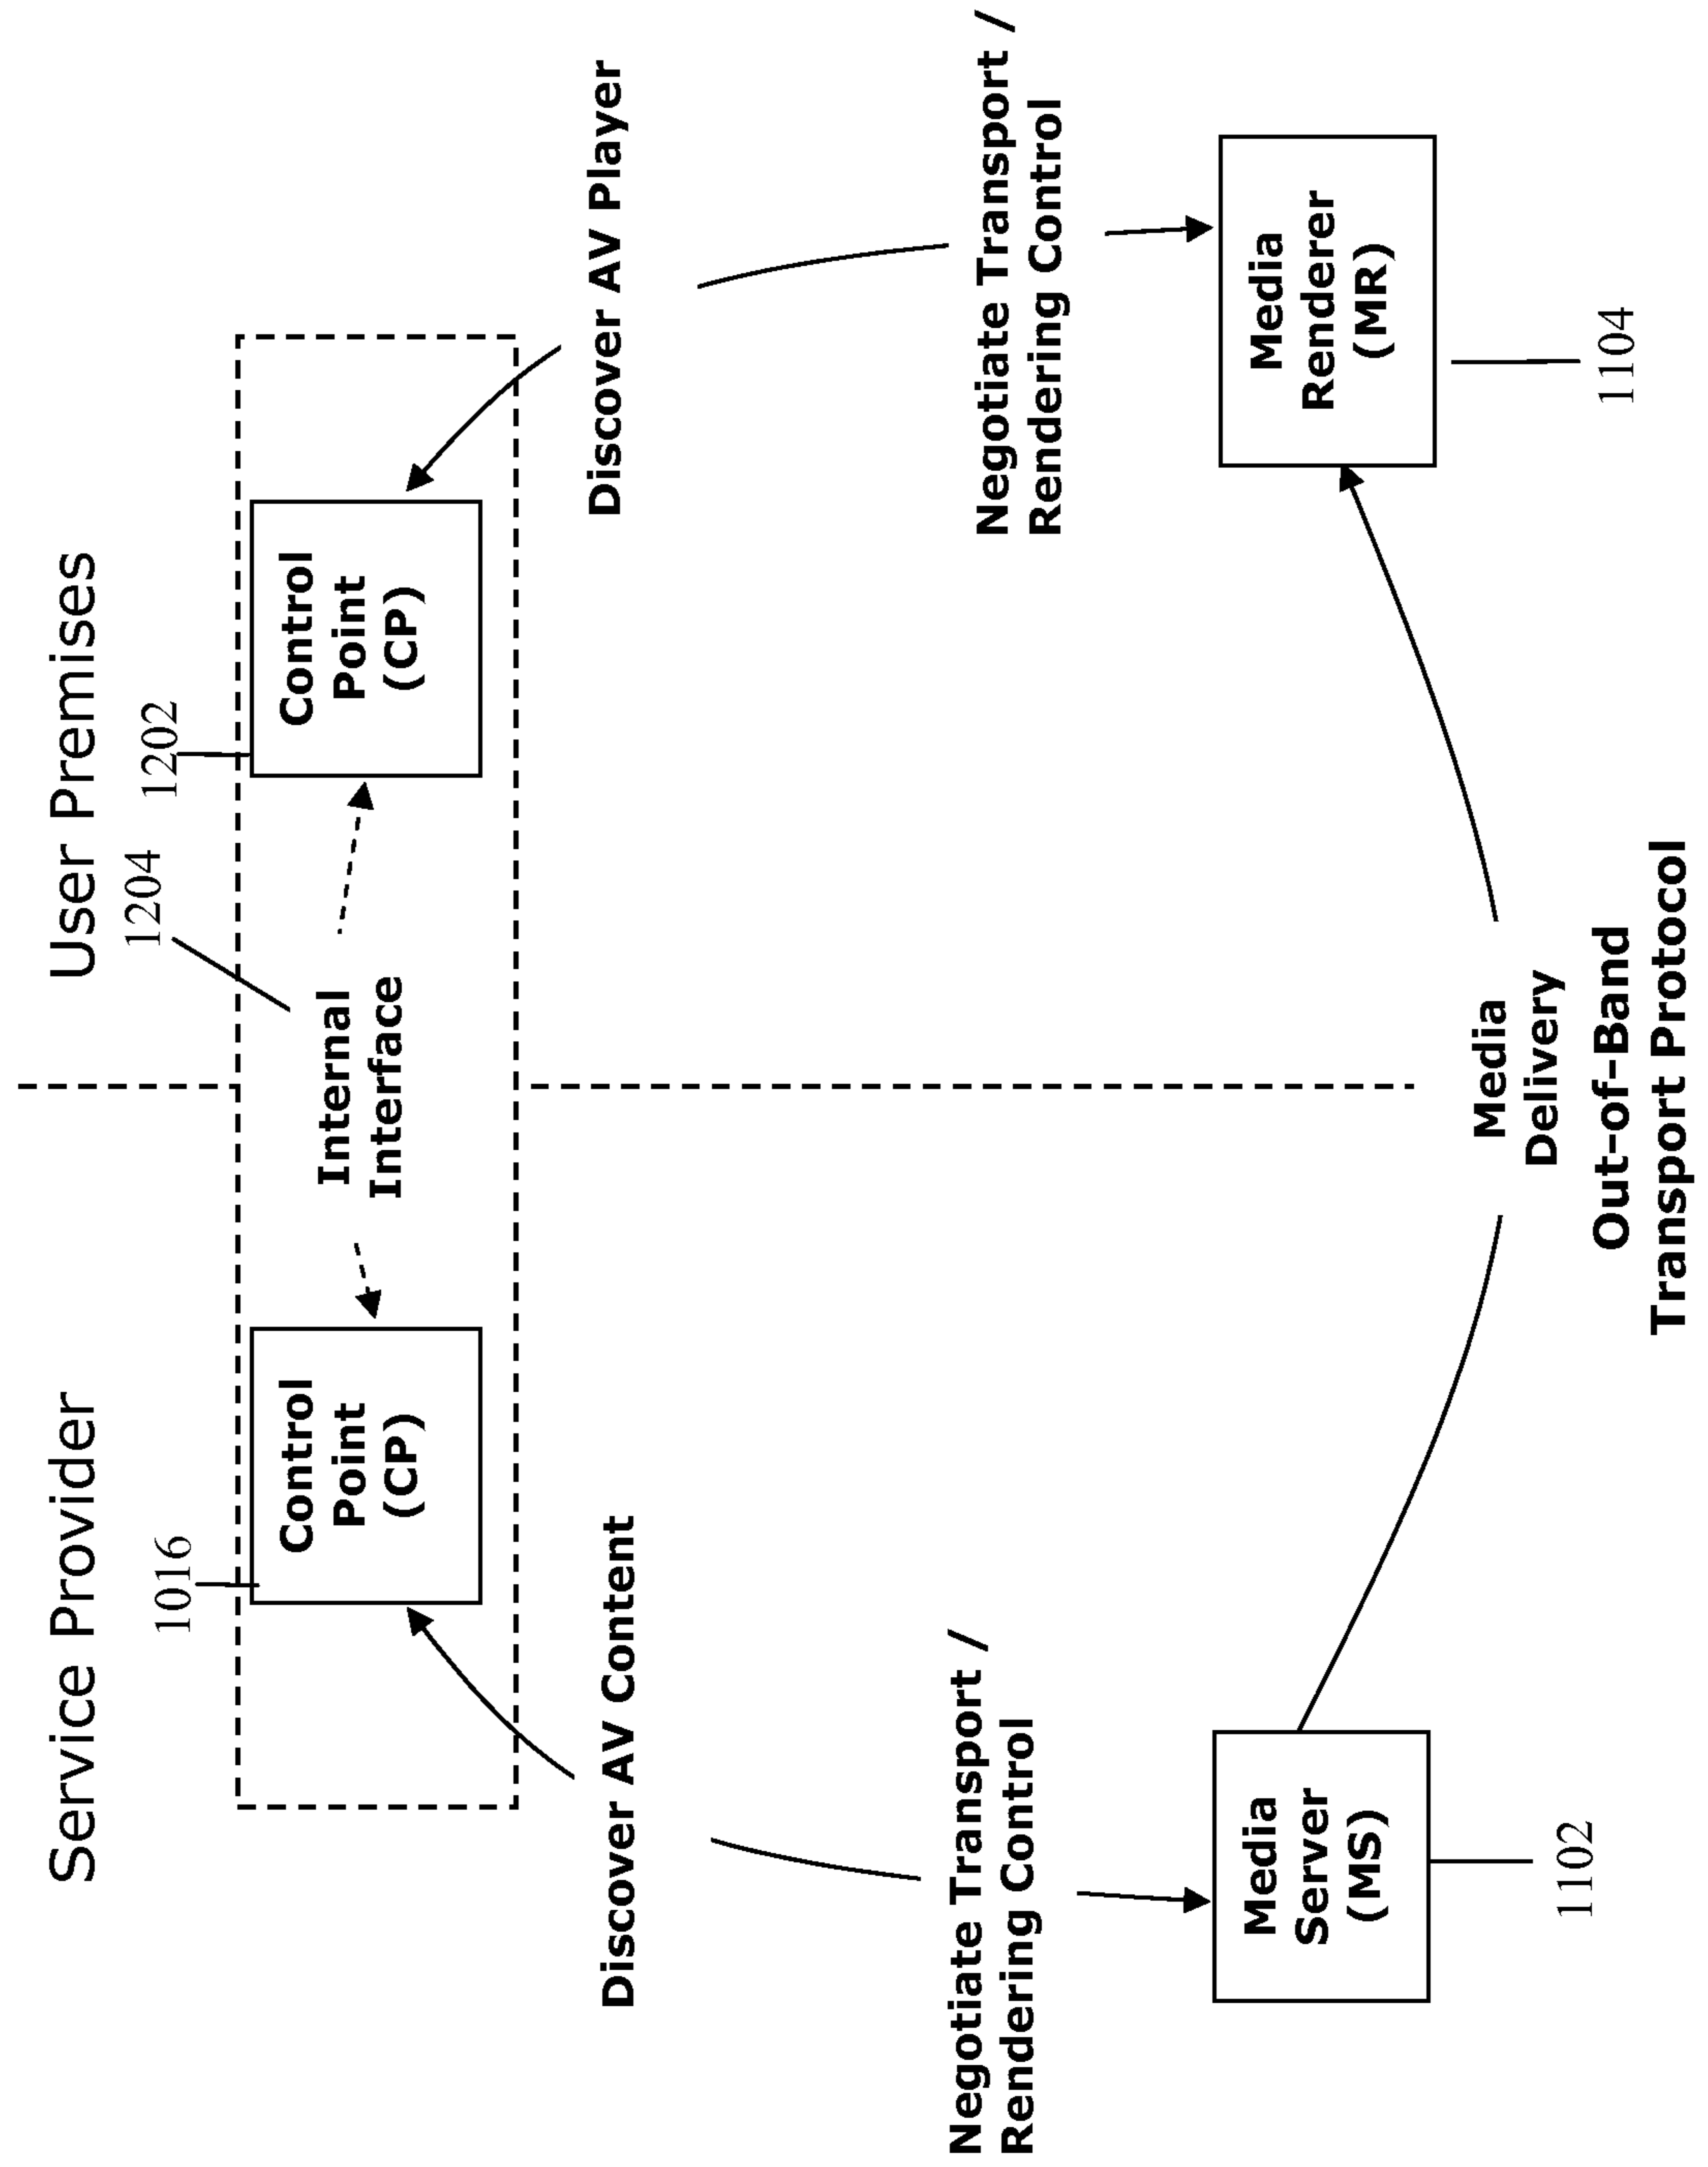 Service Provider
User Premises
1016
1204
1202
Control
Point
(CP)
Internal
Interface
Control
Point
(CP)
Discover AV Content
Discover AV Player
Negotiate Transport /
Rendering Control
Negotiate Transport /
Rendering Control
Media
Server
(MS)
Media
Renderer
(MR)
1102
1104
Media
Delivery
Out-of-Band
Transport Protocol